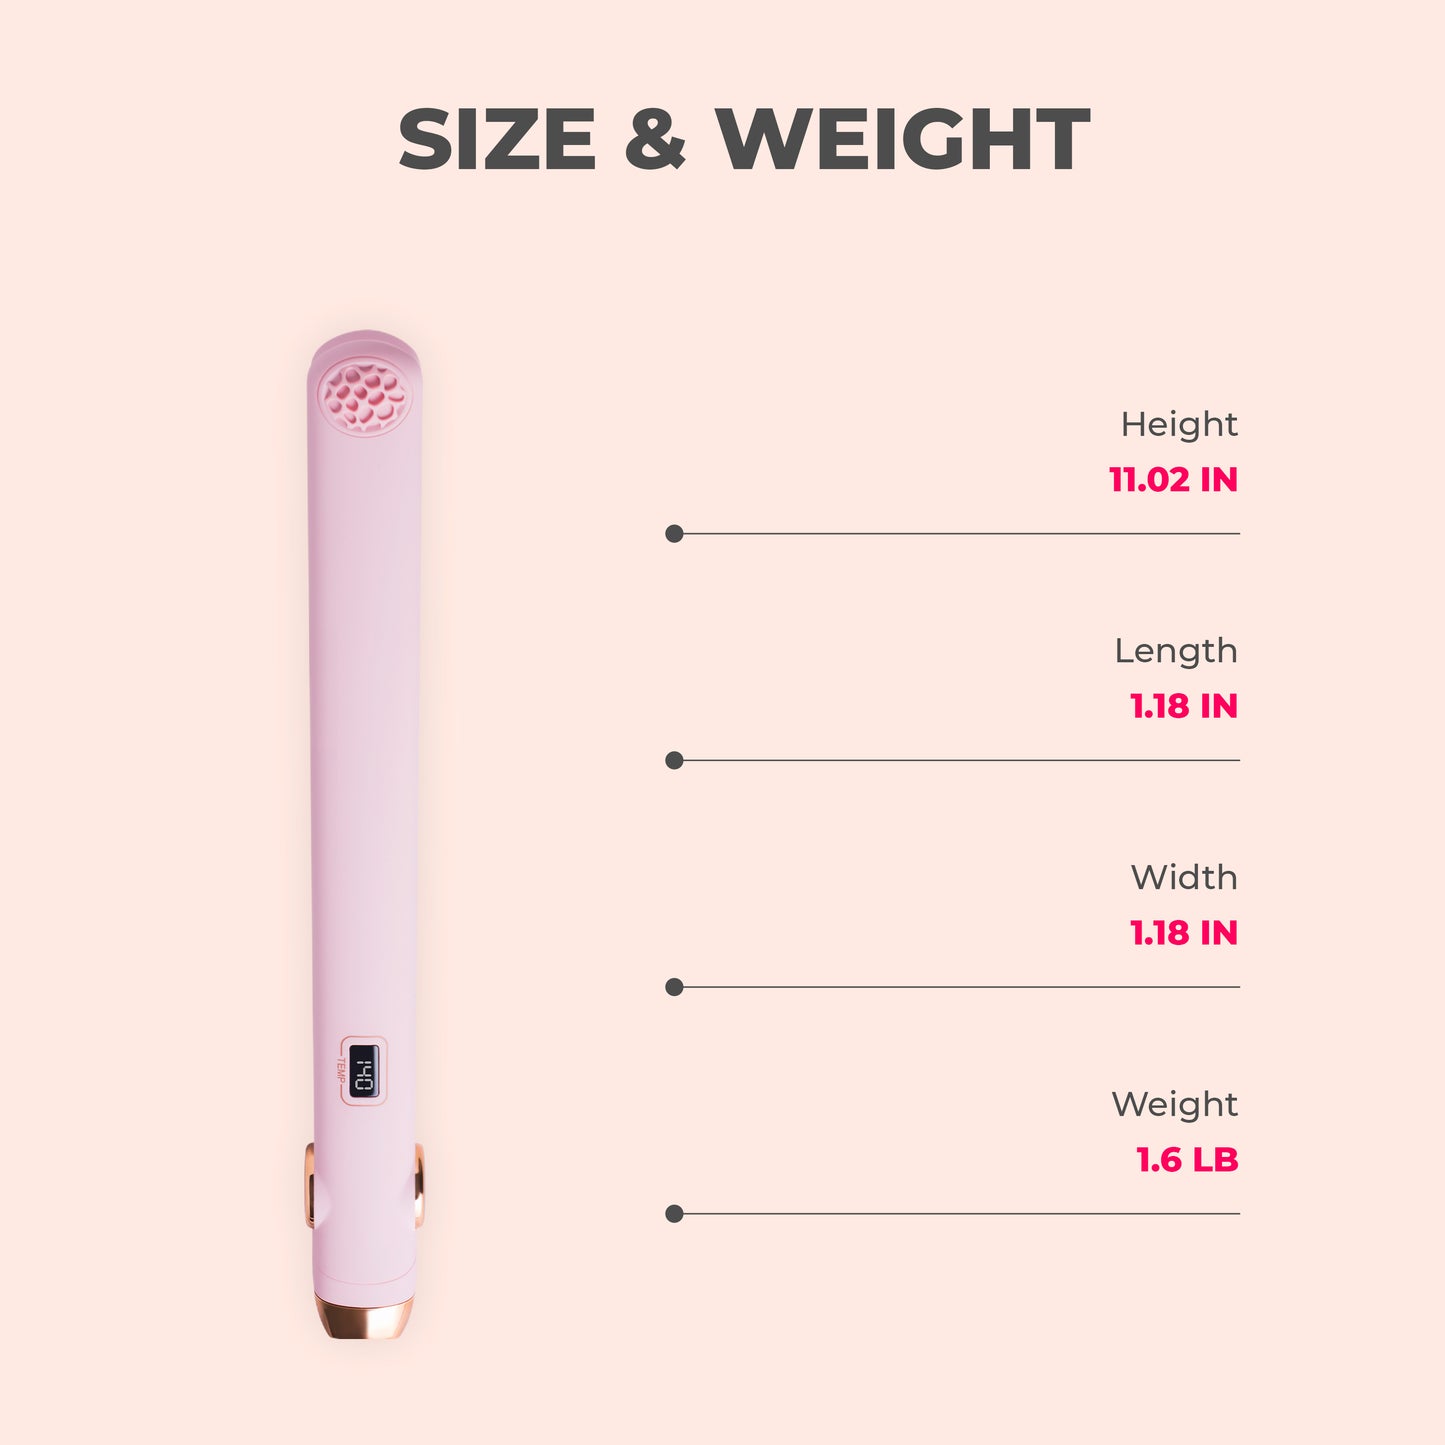 SIZE & WEIGHT
Height
11.02 IN
Length
1.18 IN
Width
1.18 IN
TEMP
140
Weight
1.6 LB